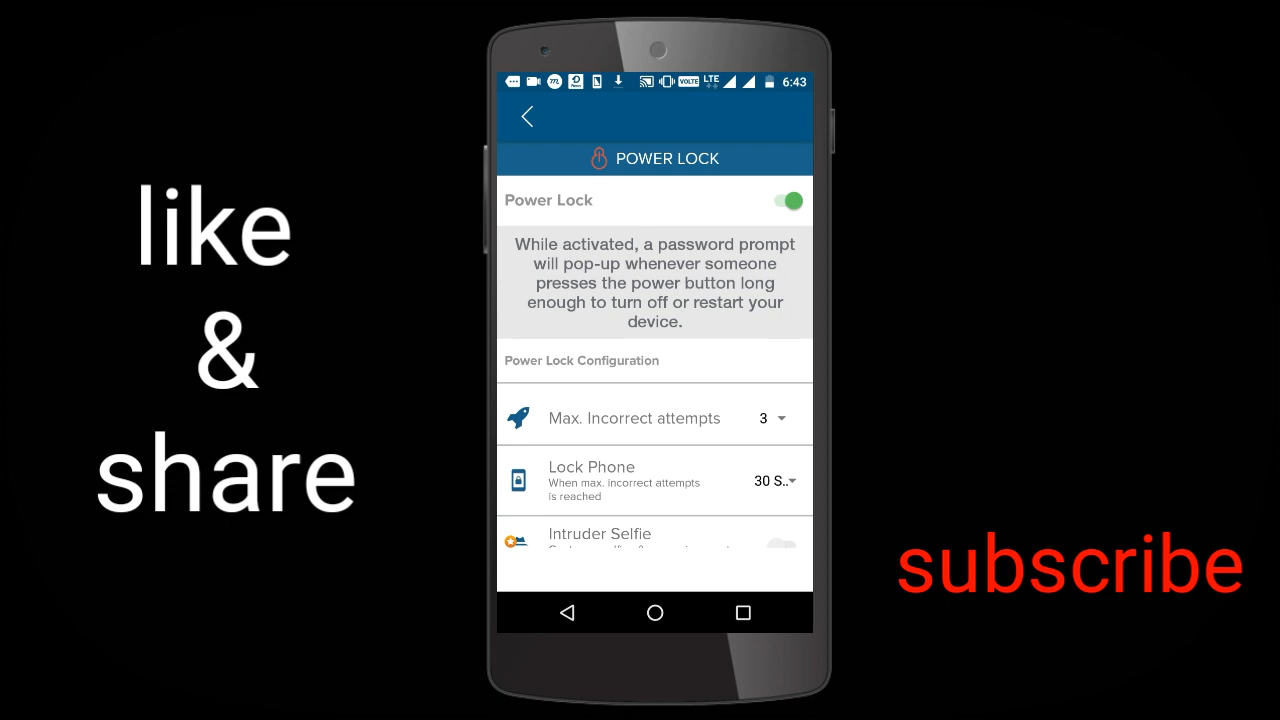 like
&
share
VOLTE LTE 6:43
POWER LOCK
Power Lock
While activated, a password prompt
will pop-up whenever someone
presses the power button long
enough to turn off or restart your
device.
Power Lock Configuration
Max. Incorrect attempts 3
Lock Phone
When max. incorrect attempts
is reached
30 S..
Intruder Selfie
subscribe